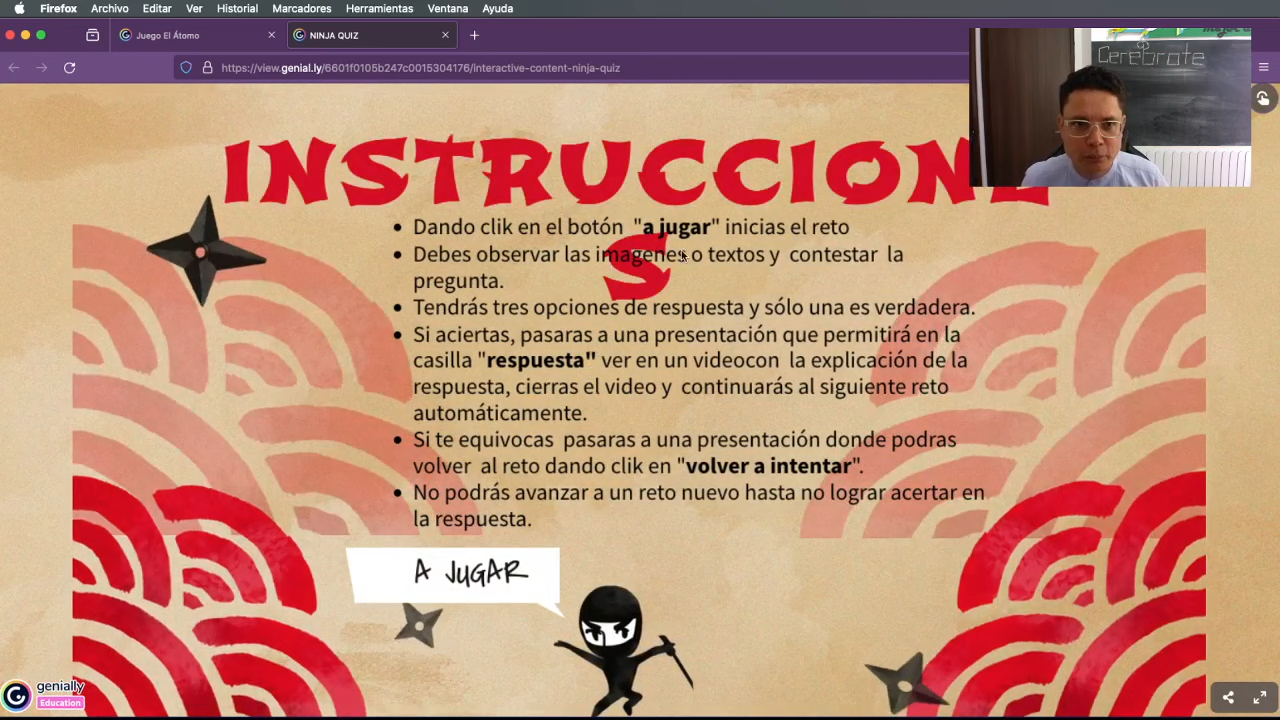 Firefox Archivo Editar Ver Historial Marcadores Herramientas Ventana Ayuda
Juego El Átomo
NINJA QUIZ
https://view.genial.ly/6601f0105b247c0015304176/interactive-content-ninja-quiz
Cerebrate
INSTRUCCIONE
S
• Dando clik en el botón "a jugar" inicias el reto
• Debes observar las imagenes o textos y contestar la
pregunta.
• Tendrás tres opciones de respuesta y sólo una es verdadera.
• Si aciertas, pasaras a una presentación que permitirá en la
casilla "respuesta" ver en un videocon la explicación de la
respuesta, cierras el video y continuarás al siguiente reto
automáticamente.
• Si te equivocas pasaras a una presentación donde podras
volver al reto dando clik en "volver a intentar".
• No podrás avanzar a un reto nuevo hasta no lograr acertar en
la respuesta.
A JUGAR
genially
Education